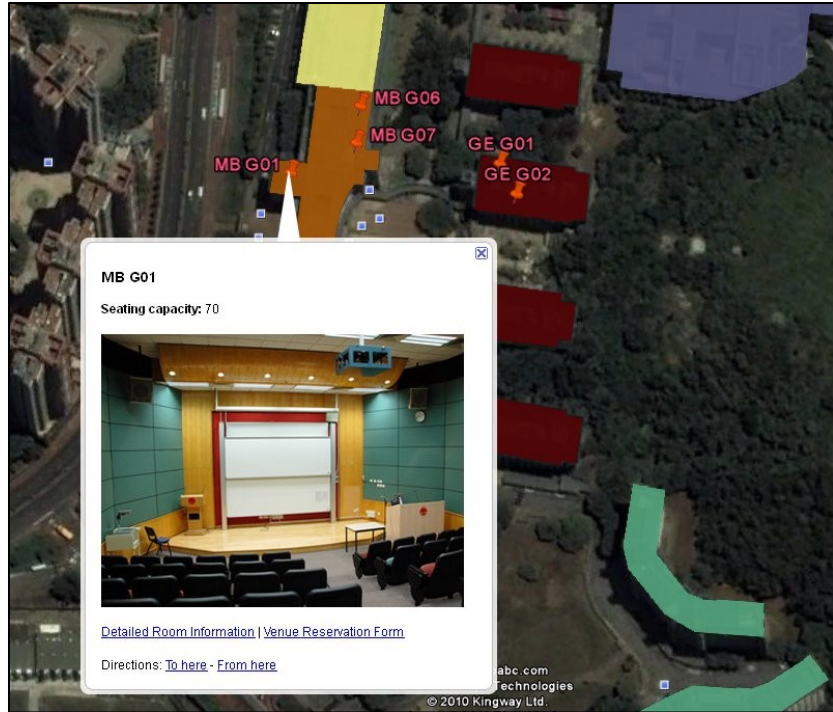 MB G06
MB G07
MB G01
GE G01
GE G02
MB G01
Seating capacity: 70
Detailed Room Information | Venue Reservation Form
Directions: To here - From here
abc.com
Technologies
© 2010 Kingway Ltd.